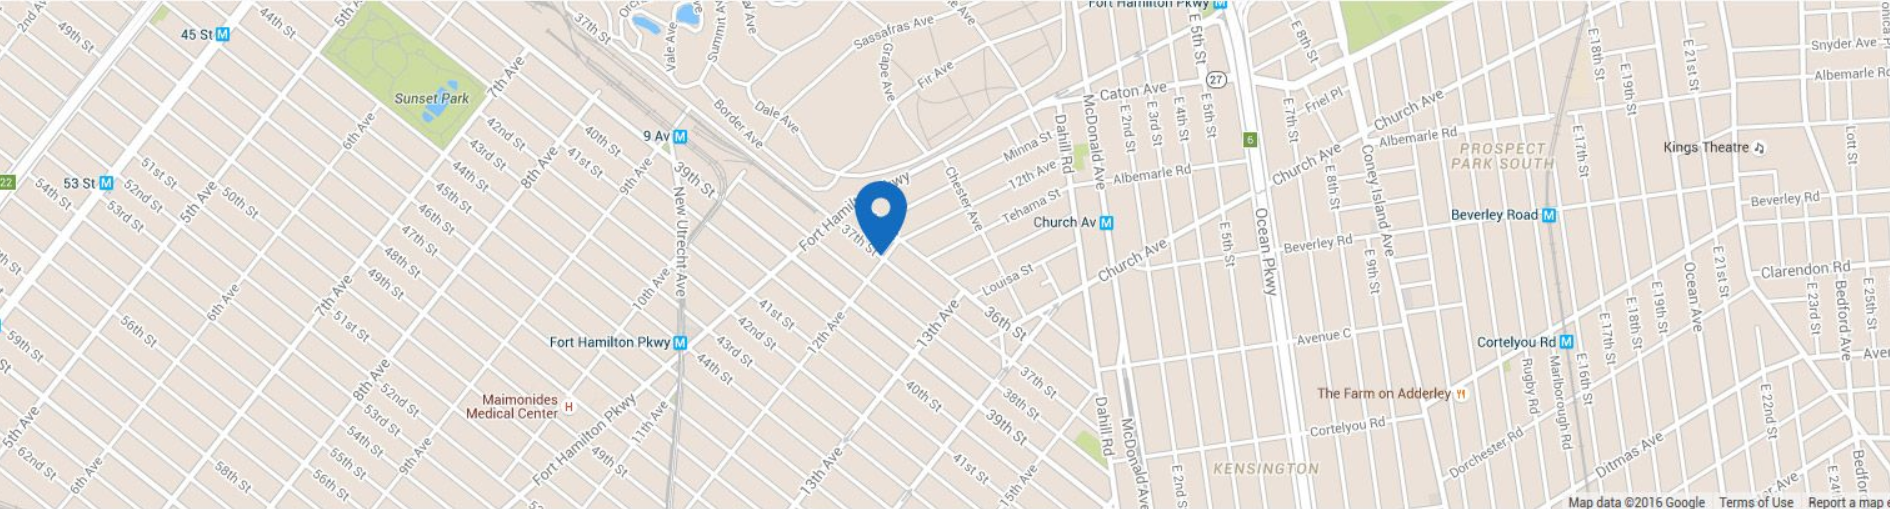 2nd Ave
49th St
44th St
5th Ave
45 St M
37th St
Vale Ave
Summit Ave
Sassafras Ave
Grape Ave
Fir Ave
Fort Hamilton Pkwy M
E 5th St
27
E 8th St
E 18th St
E 19th St
E 21st St
Snyder Ave
Albemarle Rd
Sunset Park
7th Ave
Border Ave
Dale Ave
Caton Ave
Friel Pl
Church Ave
6th Ave
42nd St
43rd St
44th St
45th St
46th St
47th St
48th St
49th St
40th St
41st St
9 Av M
39th St
8th Ave
9th Ave
Minna St
12th Ave
Tehama St
Chester Ave
Dahill Rd
McDonald Ave
E 2nd St
E 3rd St
E 4th St
E 5th St
6
E 7th St
Albemarle Rd
Albemarle Rd
PROSPECT
PARK SOUTH
E 17th St
Kings Theatre
Lott St
22
53 St M
54th St
51st St
52nd St
53rd St
5th Ave
50th St
New Utrecht Ave
Fort Hamilton Pkwy
37th St
Church Av M
Church Ave
Church Ave
Ocean Pkwy
E 5th St
Beverley Rd
E 8th St
Coney Island Ave
E 9th St
Beverley Road M
Beverley Rd
Clarendon Rd
E 21st St
Ocean Ave
E 23rd St
Bedford Ave
E 25th St
59th St
56th St
6th Ave
7th Ave
51st St
10th Ave
Louisa St
36th St
41st St
42nd St
43rd St
44th St
12th Ave
13th Ave
Fort Hamilton Pkwy M
Avenue C
Cortelyou Rd M
E 16th St
E 17th St
E 18th St
E 19th St
Maimonides
Medical Center H
8th Ave
52nd St
53rd St
54th St
55th St
56th St
58th St
Fort Hamilton Pkwy
11th Ave
49th St
40th St
37th St
38th St
39th St
41st St
13th Ave
15th Ave
Dahill Rd
McDonald Ave
The Farm on Adderley
Rugby Rd
Marlborough Rd
Cortelyou Rd
Dorchester Rd
Ditmas Ave
E 22nd St
5th Ave
62nd St
6th Ave
9th Ave
KENSINGTON
E 2nd S
E 24t
Bedfor
Map data ©2016 Google Terms of Use Report a map e